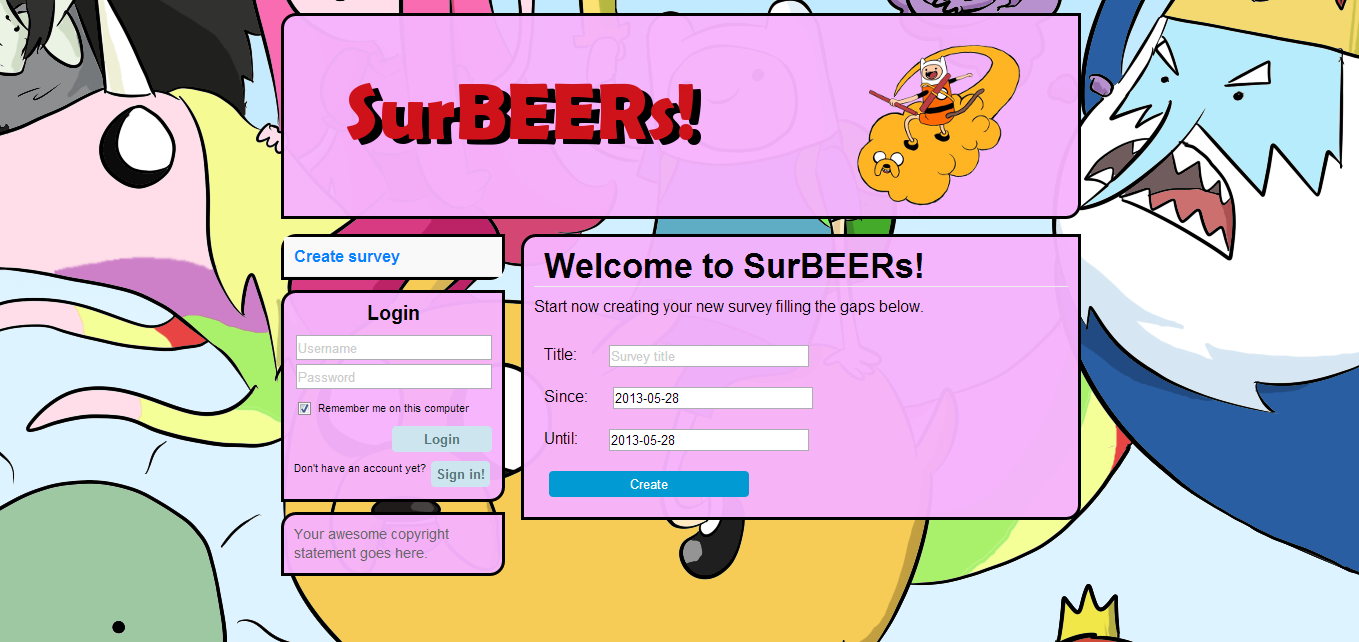 SurBEERs!
Create survey
Login
Username
Password
Remember me on this computer
Login
Don't have an account yet?
Sign in!
Your awesome copyright
statement goes here.
Welcome to SurBEERs!
Start now creating your new survey filling the gaps below.
Title:
Survey title
Since:
2013-05-28
Until:
2013-05-28
Create